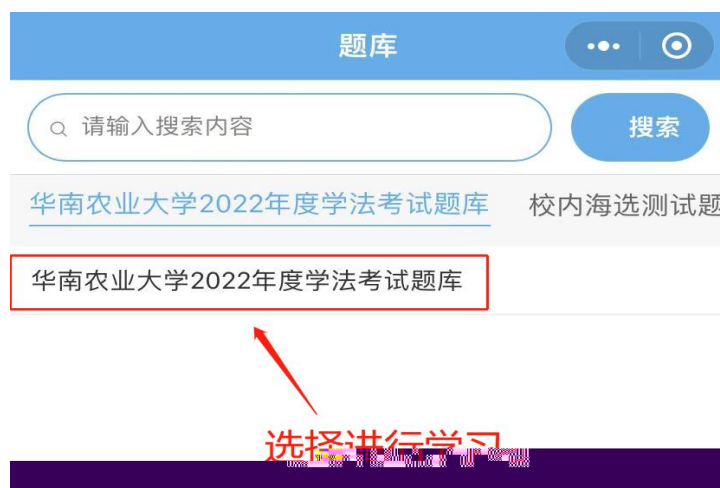 题库
请输入搜索内容
搜索
华南农业大学2022年度学法考试题库 校内海选测试题
华南农业大学2022年度学法考试题库
选择进行学习